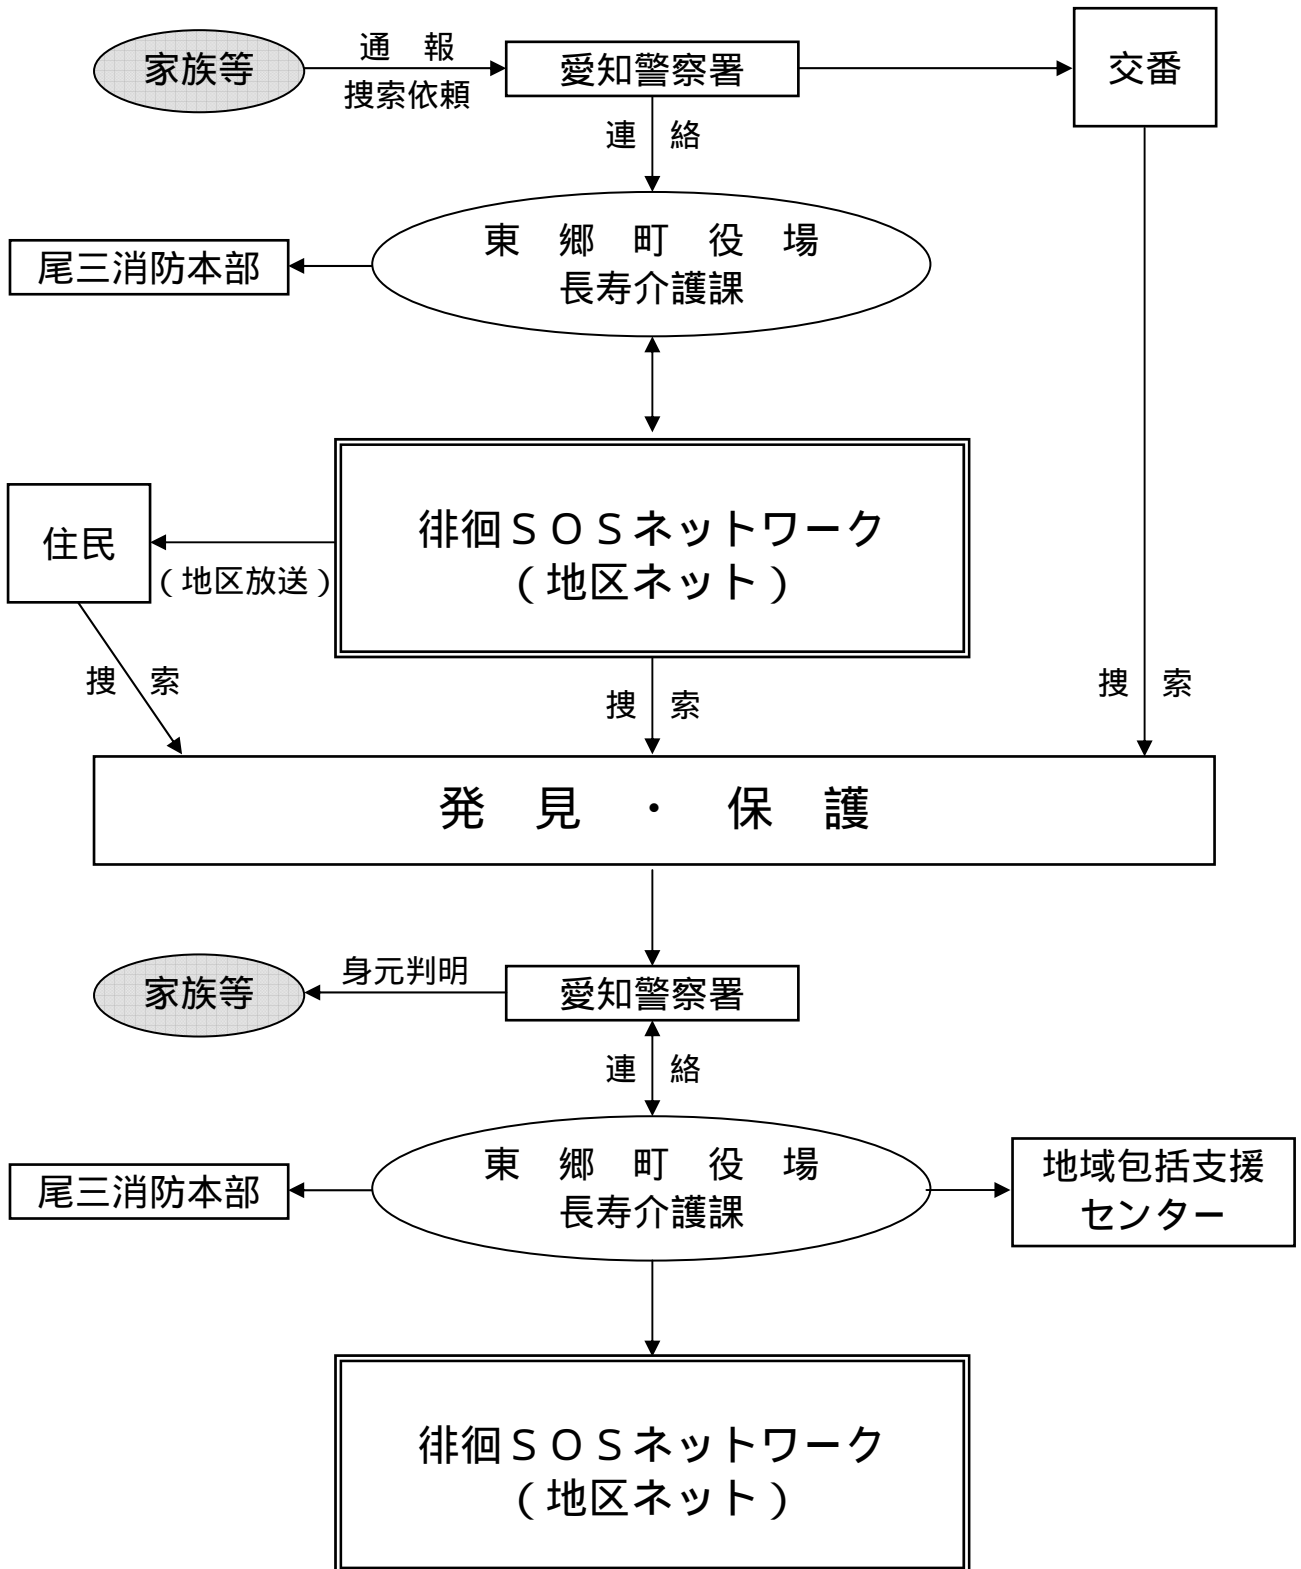 家族等
通　報
捜索依頼
愛知警察署
交番
連　絡
東　郷　町　役　場
長寿介護課
尾三消防本部
徘徊ＳＯＳネットワーク
（地区ネット）
住民
（地区放送）
捜　索
捜　索
捜　索
発　見　・　保　護
家族等
身元判明
愛知警察署
連　絡
東　郷　町　役　場
長寿介護課
尾三消防本部
地域包括支援
センター
徘徊ＳＯＳネットワーク
（地区ネット）